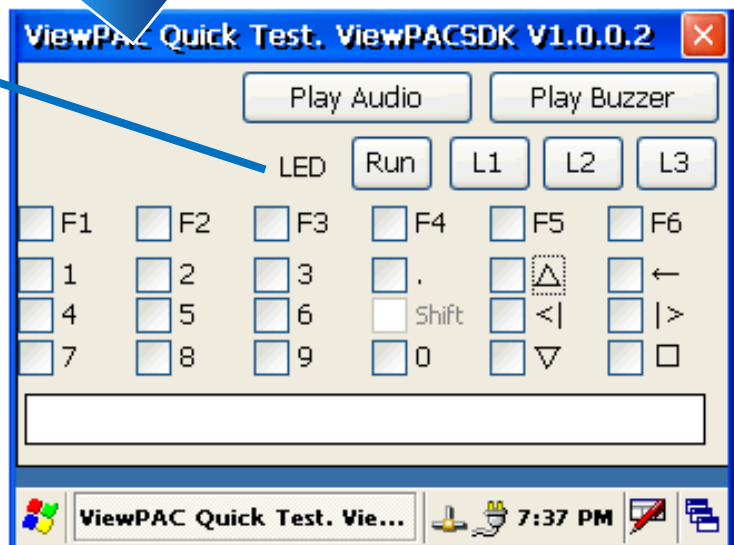 ViewPAC Quick Test. ViewPACSDK V1.0.0.2
Play Audio Play Buzzer
LED Run L1 L2 L3
F1 F2 F3 F4 F5 F6
1 2 3 . △ ←
4 5 6 Shift <| |>
7 8 9 0 ▽ □
ViewPAC Quick Test. Vie... 7:37 PM